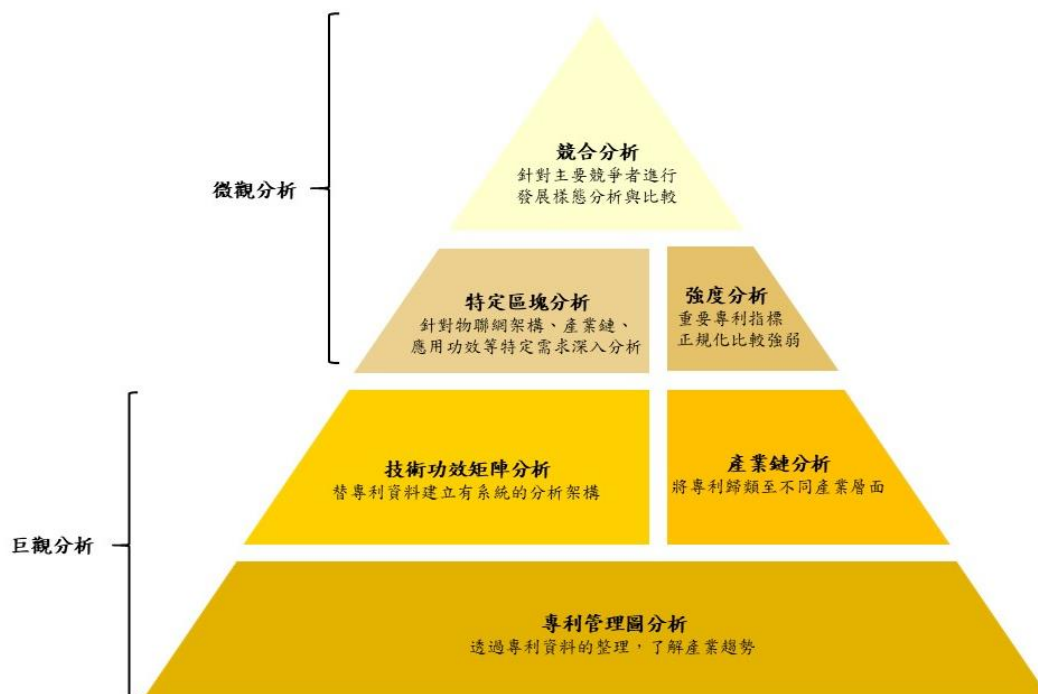 競合分析
針對主要競爭者進行
發展樣態分析與比較
微觀分析
特定區塊分析
針對物聯網架構、產業鏈、
應用功效等特定需求深入分析
強度分析
重要專利指標
正規化比較強弱
技術功效矩陣分析
替專利資料建立有系統的分析架構
產業鏈分析
將專利歸類至不同產業層面
巨觀分析
專利管理圖分析
透過專利資料的整理，了解產業趨勢